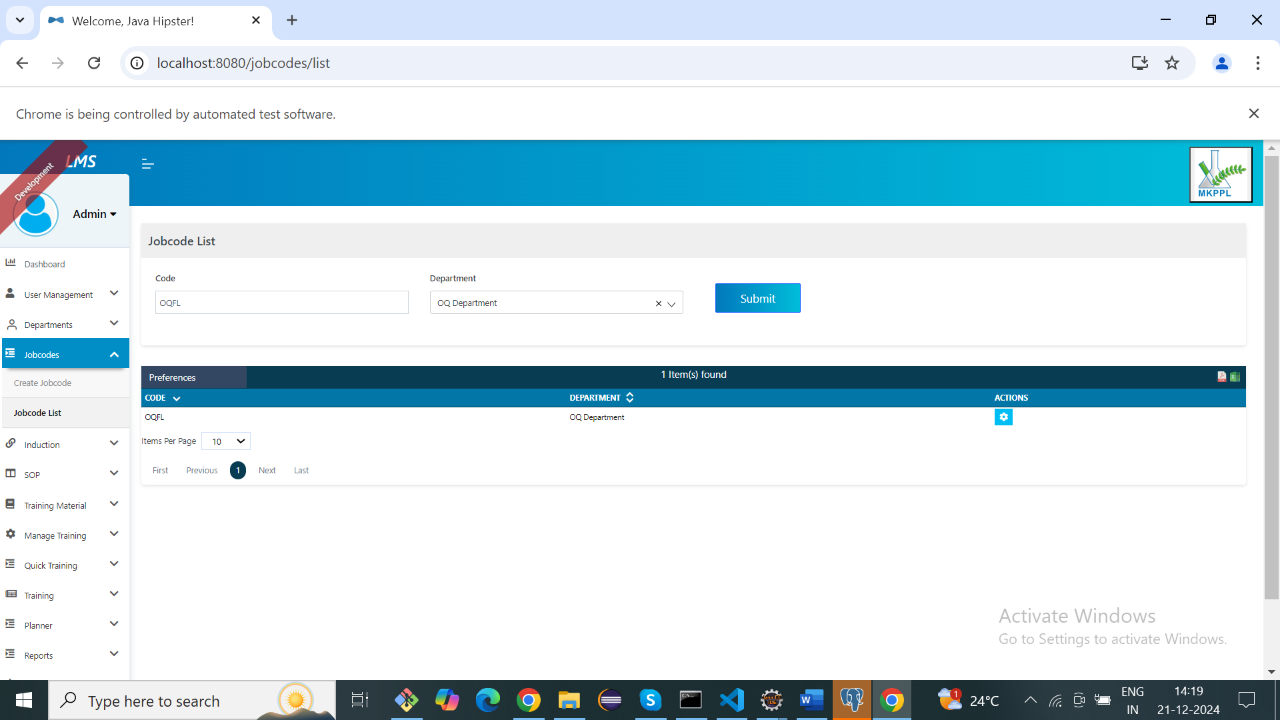 Welcome, Java Hipster!
localhost:8080/jobcodes/list
Chrome is being controlled by automated test software.
Development
LMS
MKPPL
Admin
Dashboard
User Management
Departments
Jobcodes
Create Jobcode
Jobcode List
Induction
SOP
Training Material
Manage Training
Quick Training
Training
Planner
Reports
Jobcode List
Code
Department
OQFL
OQ Department
Submit
Preferences
1 Item(s) found
CODE
DEPARTMENT
ACTIONS
OQFL
OQ Department
Items Per Page
10
First
Previous
1
Next
Last
Activate Windows
Go to Settings to activate Windows.
Type here to search
1
24°C
ENG
IN
14:19
21-12-2024